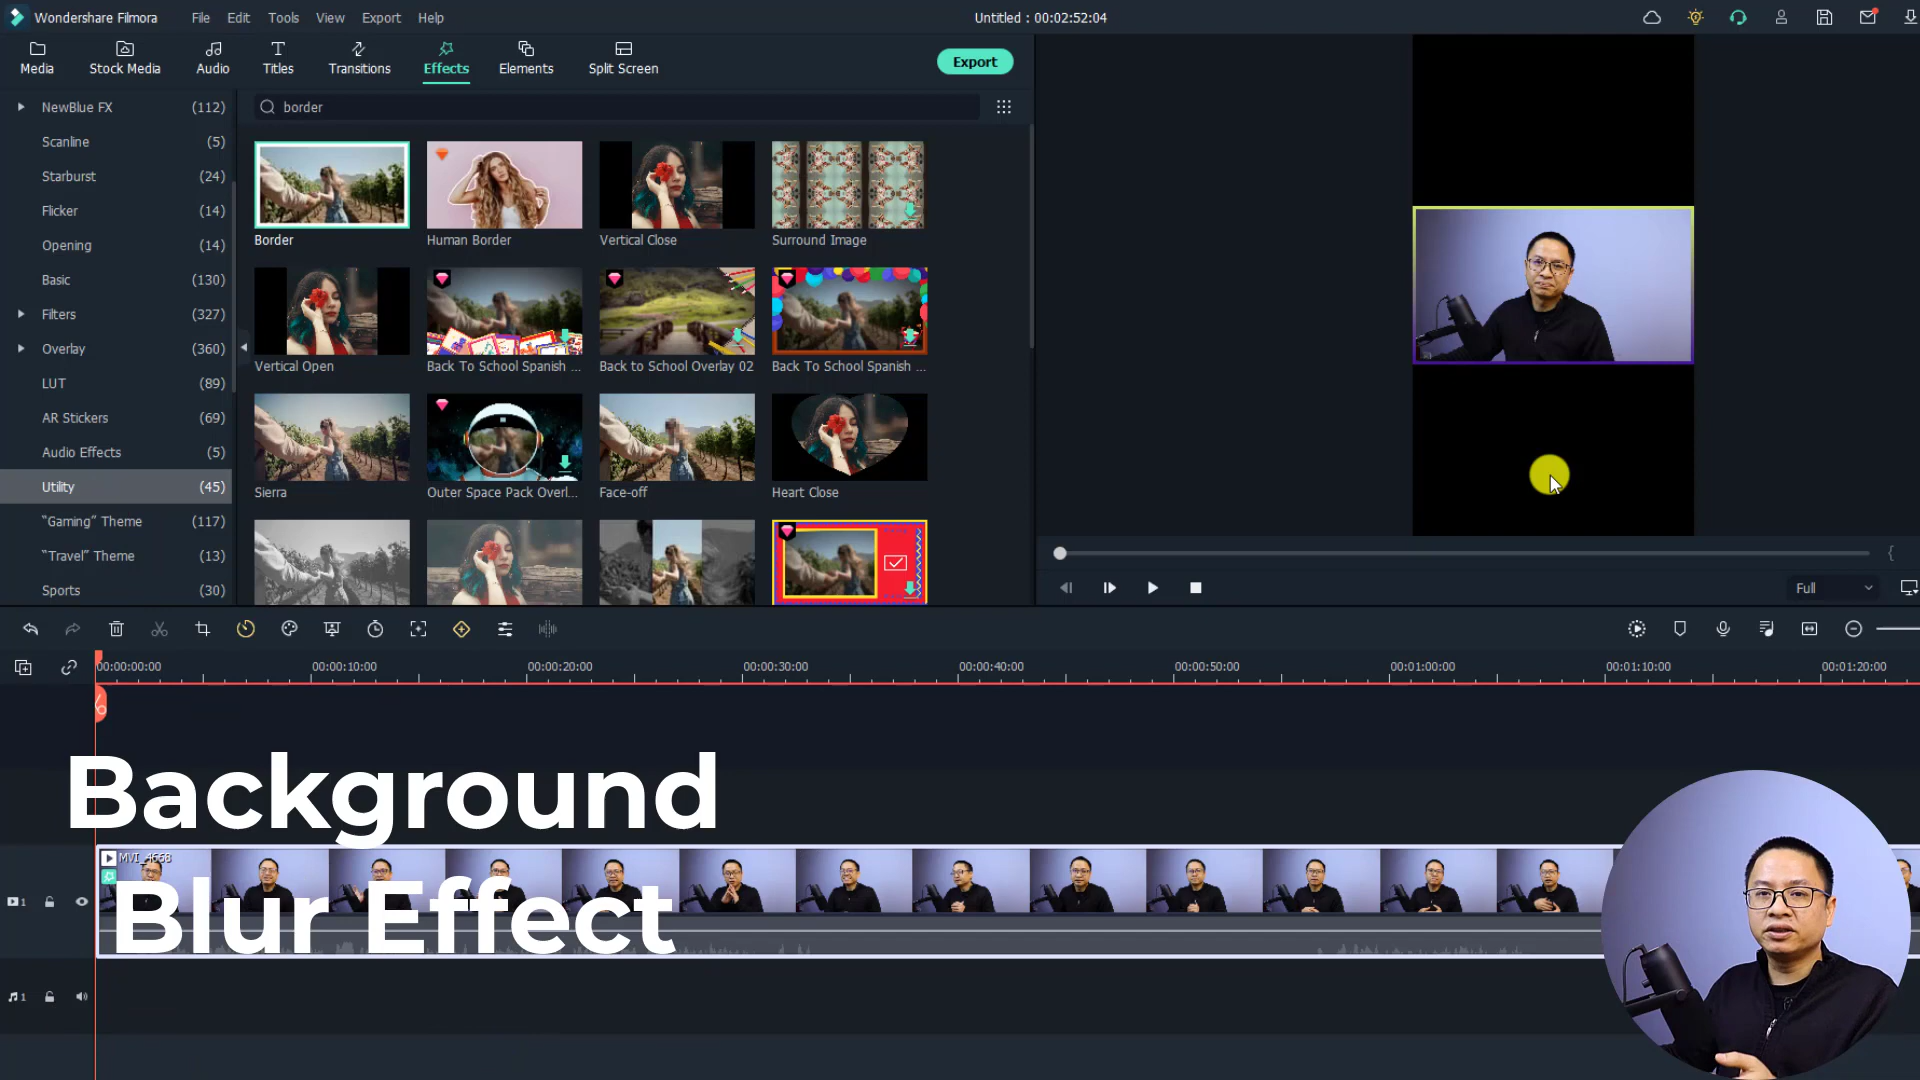 Wondershare Filmora
File
Edit
Tools
View
Export
Help
Untitled : 00:02:52:04
Media
Stock Media
Audio
Titles
Transitions
Effects
Elements
Split Screen
Export
NewBlue FX (112)
Scanline (5)
Starburst (24)
Flicker (14)
Opening (14)
Basic (130)
Filters (327)
Overlay (360)
LUT (89)
AR Stickers (69)
Audio Effects (5)
Utility (45)
"Gaming" Theme (117)
"Travel" Theme (13)
Sports (30)
border
Border
Human Border
Vertical Close
Surround Image
Vertical Open
Back To School Spanish ...
Back to School Overlay 02
Back To School Spanish ...
Sierra
Outer Space Pack Overl...
Face-off
Heart Close
Full
00:00:00:00
00:00:10:00
00:00:20:00
00:00:30:00
00:00:40:00
00:00:50:00
00:01:00:00
00:01:10:00
00:01:20:00
Background
Blur Effect
MVI_4668
1
1